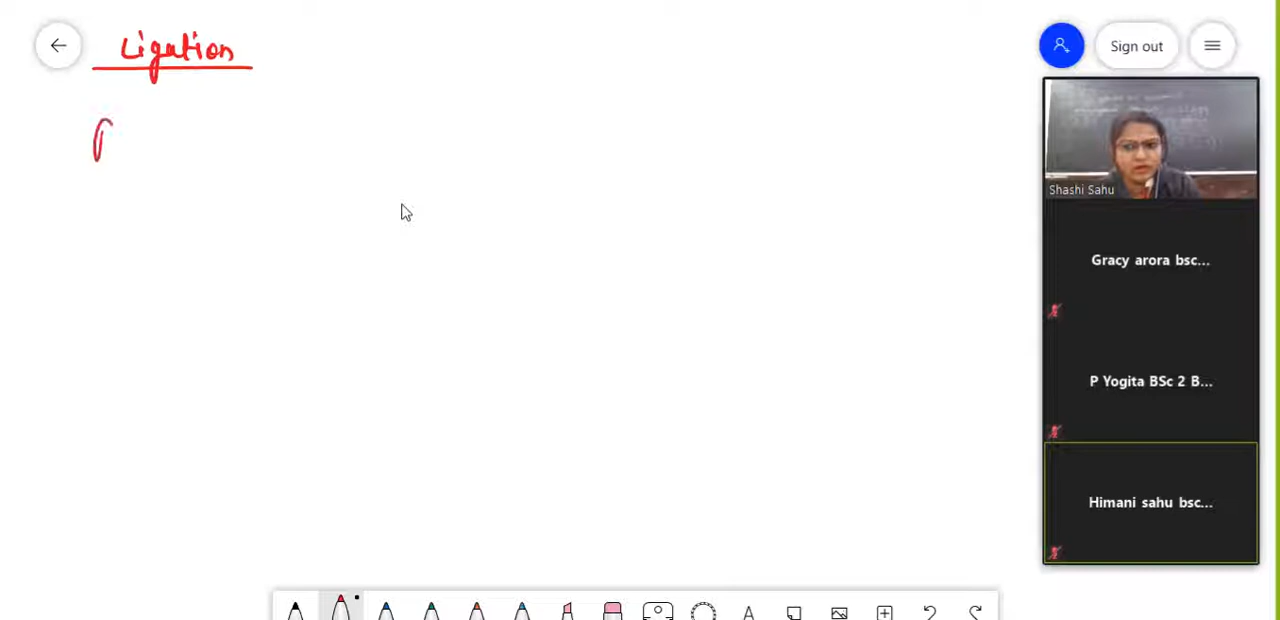 Ligation
Sign out
Shashi Sahu
Gracy arora bsc...
P Yogita BSc 2 B...
Himani sahu bsc...
A